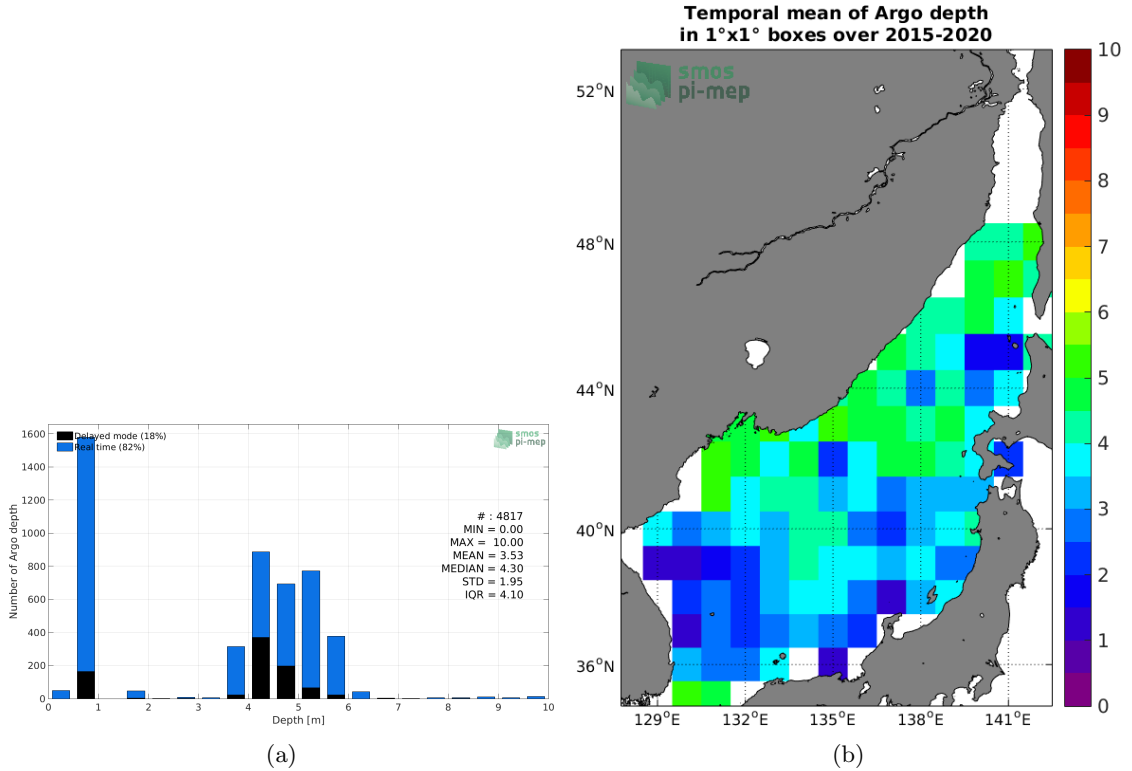 1600
1400
1200
1000
800
600
400
200
0
Number of Argo depth
Delayed mode (18%)
Real time (82%)
smos
pi-mep
# : 4817
MIN = 0.00
MAX = 10.00
MEAN = 3.53
MEDIAN = 4.30
STD = 1.95
IQR = 4.10
0 1 2 3 4 5 6 7 8 9 10
Depth [m]
(a)
Temporal mean of Argo depth
in 1°x1° boxes over 2015-2020
smos
pi-mep
52°N
48°N
44°N
40°N
36°N
129°E 132°E 135°E 138°E 141°E
10
9
8
7
6
5
4
3
2
1
0
(b)